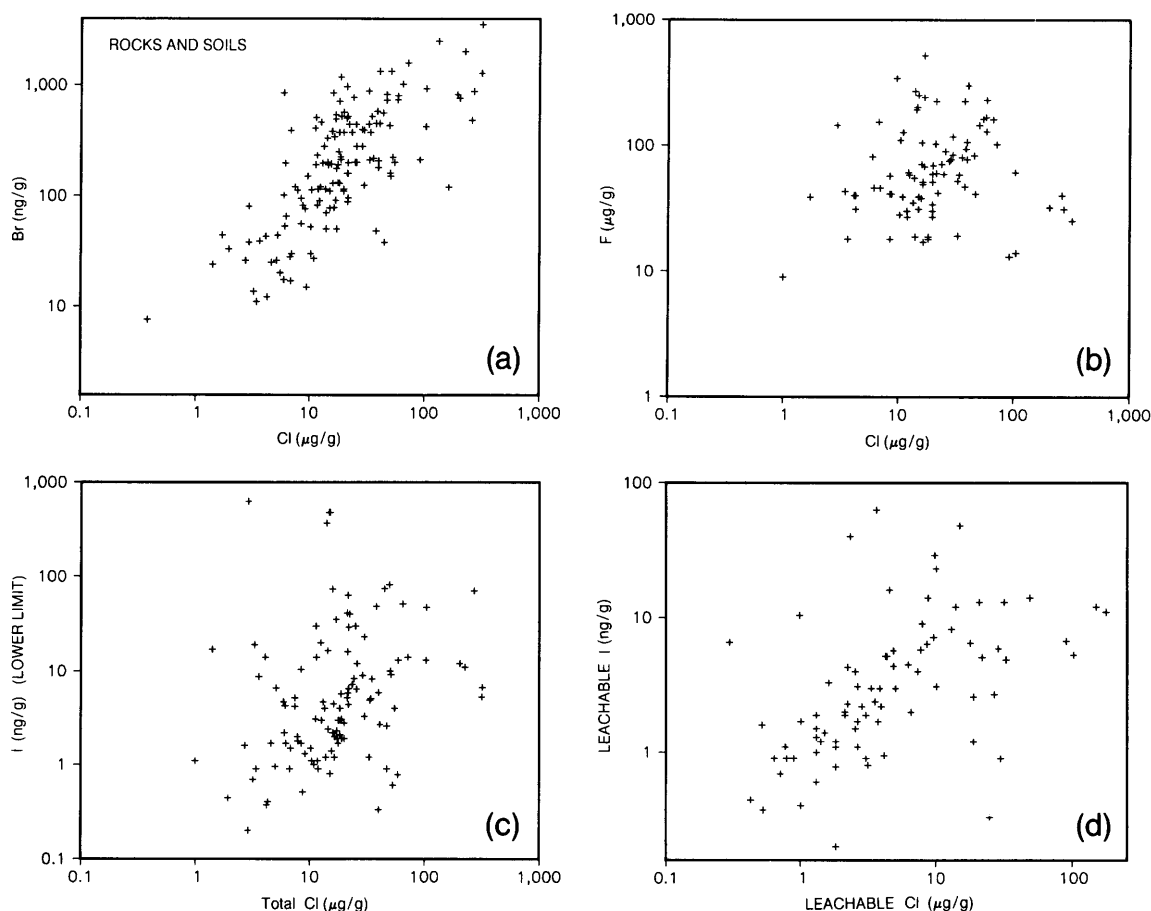 ROCKS AND SOILS
1,000
100
10
Br (ng/g)
(a)
0.1 1 10 100 1,000
Cl (μg/g)
1,000
100
10
1
F (μg/g)
(b)
0.1 1 10 100 1,000
Cl (μg/g)
1,000
100
10
1
0.1
I (ng/g) (LOWER LIMIT)
(c)
0.1 1 10 100 1,000
Total Cl (μg/g)
100
10
1
LEACHABLE I (ng/g)
(d)
0.1 1 10 100
LEACHABLE Cl (μg/g)